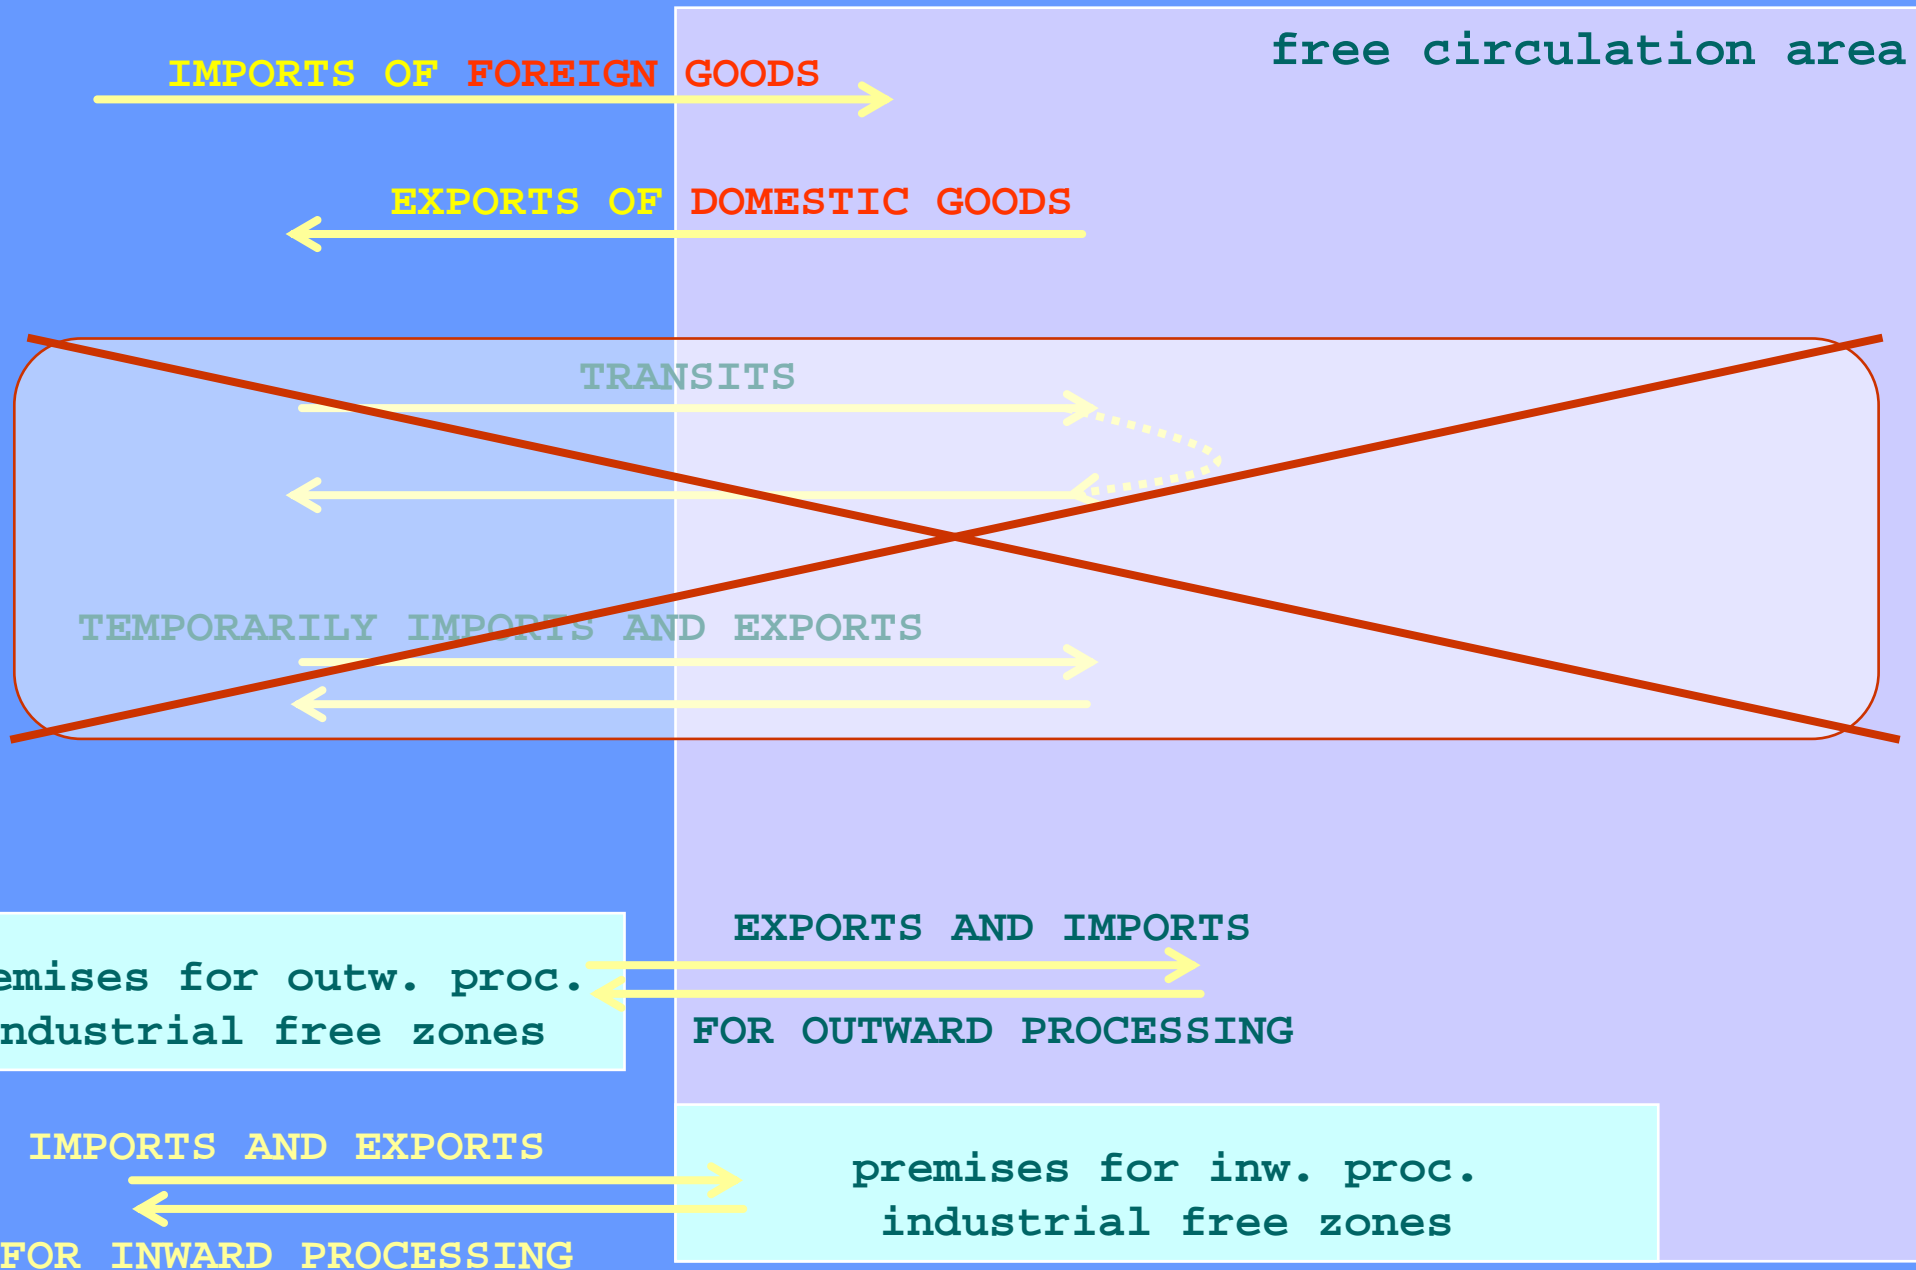 free circulation area
IMPORTS OF FOREIGN GOODS
EXPORTS OF DOMESTIC GOODS
TRANSITS
TEMPORARILY IMPORTS AND EXPORTS
EXPORTS AND IMPORTS
emises for outw. proc.
ndustrial free zones
FOR OUTWARD PROCESSING
IMPORTS AND EXPORTS
premises for inw. proc.
industrial free zones
FOR INWARD PROCESSING